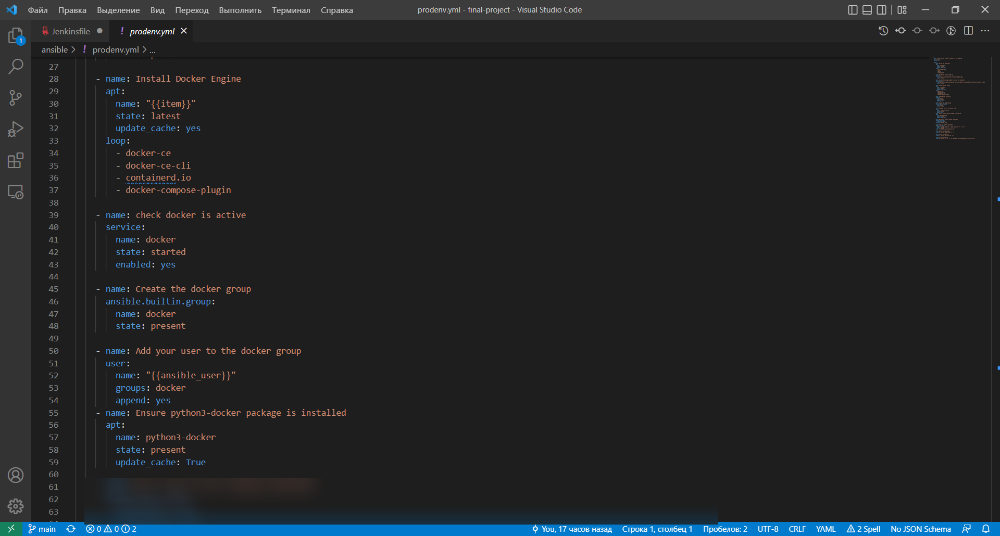 Файл Правка Выделение Вид Переход Выполнить Терминал Справка prodenv.yml - final-project - Visual Studio Code
Jenkinsfile ! prodenv.yml
ansible > ! prodenv.yml > ...
1
27
28 - name: Install Docker Engine
29 apt:
30 name: "{{item}}"
31 state: latest
32 update_cache: yes
33 loop:
34 - docker-ce
35 - docker-ce-cli
36 - containerd.io
37 - docker-compose-plugin
38
39 - name: check docker is active
40 service:
41 name: docker
42 state: started
43 enabled: yes
44
45 - name: Create the docker group
46 ansible.builtin.group:
47 name: docker
48 state: present
49
50 - name: Add your user to the docker group
51 user:
52 name: "{{ansible_user}}"
53 groups: docker
54 append: yes
55 - name: Ensure python3-docker package is installed
56 apt:
57 name: python3-docker
58 state: present
59 update_cache: True
60
61
62
63
main 0 0 2 You, 17 часов назад Строка 1, столбец 1 Пробелов: 2 UTF-8 CRLF YAML 2 Spell No JSON Schema